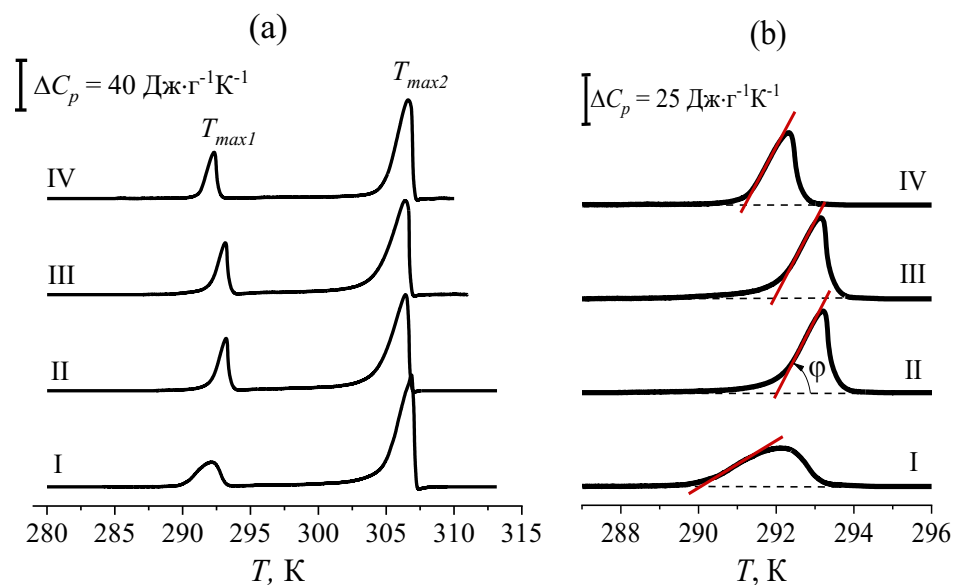 (a)
ΔCp = 40 Дж·г⁻¹К⁻¹
Tmax1
Tmax2
IV
III
II
I
280 285 290 295 300 305 310 315
T, К
(b)
ΔCp = 25 Дж·г⁻¹К⁻¹
IV
III
II
φ
I
288 290 292 294 296
T, К